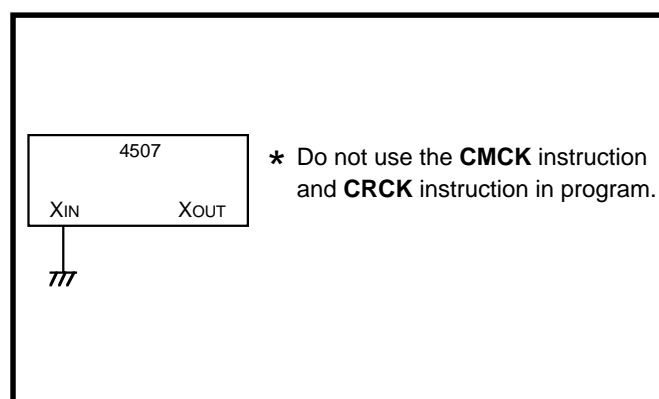 4507
XIN XOUT
* Do not use the CMCK instruction
and CRCK instruction in program.